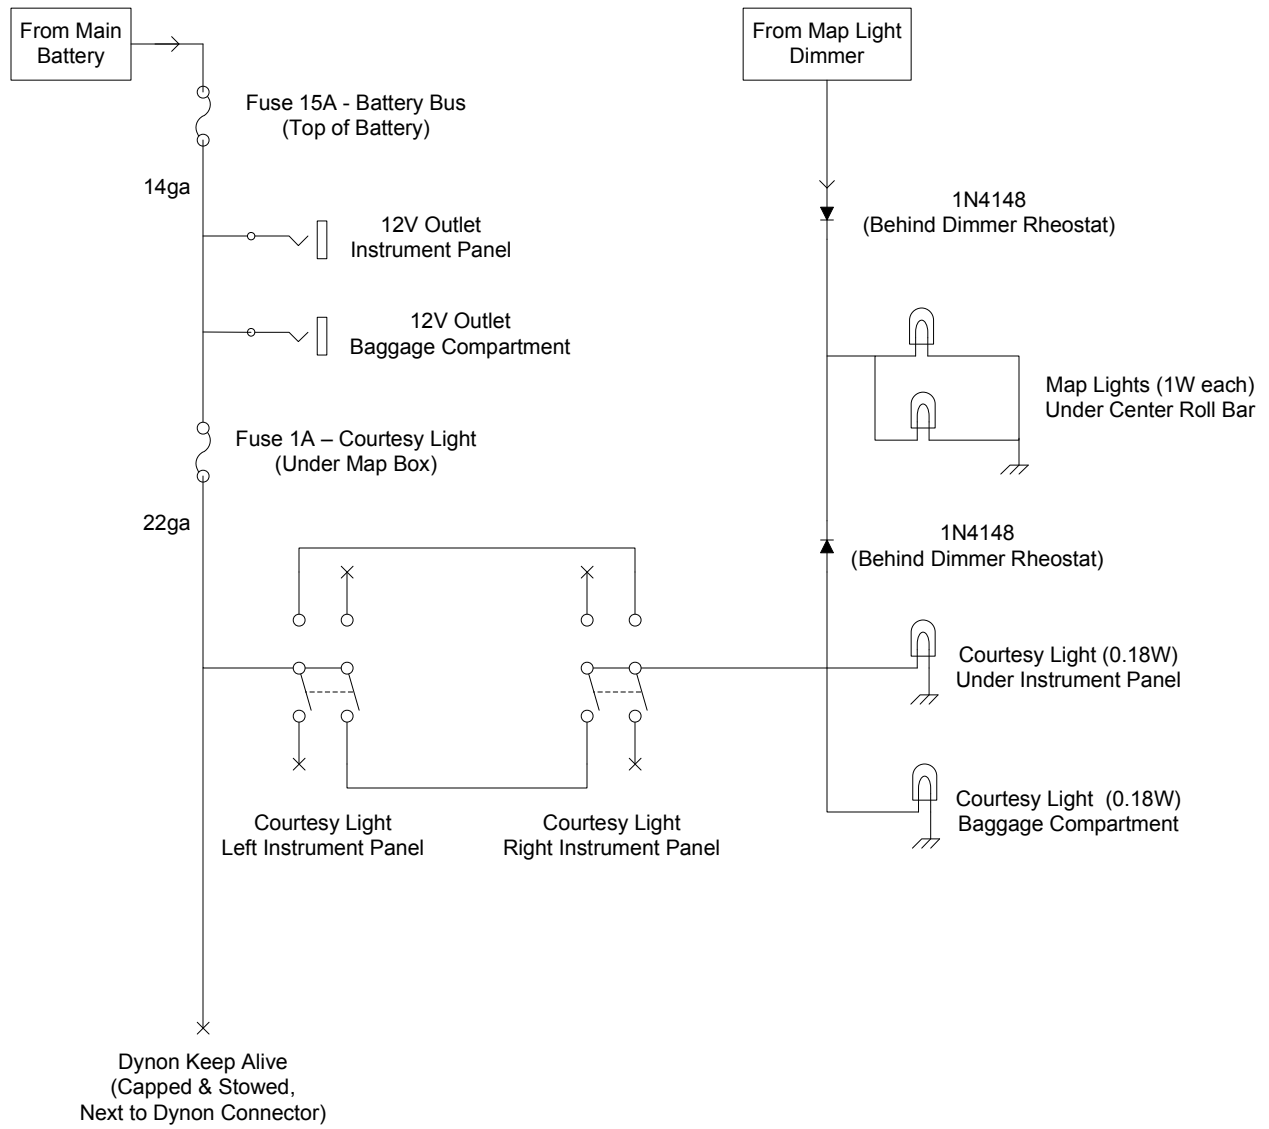 From Main
Battery
From Map Light
Dimmer
Fuse 15A - Battery Bus
(Top of Battery)
14ga
1N4148
(Behind Dimmer Rheostat)
12V Outlet
Instrument Panel
12V Outlet
Baggage Compartment
Map Lights (1W each)
Under Center Roll Bar
Fuse 1A – Courtesy Light
(Under Map Box)
22ga
1N4148
(Behind Dimmer Rheostat)
Courtesy Light (0.18W)
Under Instrument Panel
Courtesy Light (0.18W)
Baggage Compartment
Courtesy Light
Left Instrument Panel
Courtesy Light
Right Instrument Panel
Dynon Keep Alive
(Capped & Stowed,
Next to Dynon Connector)